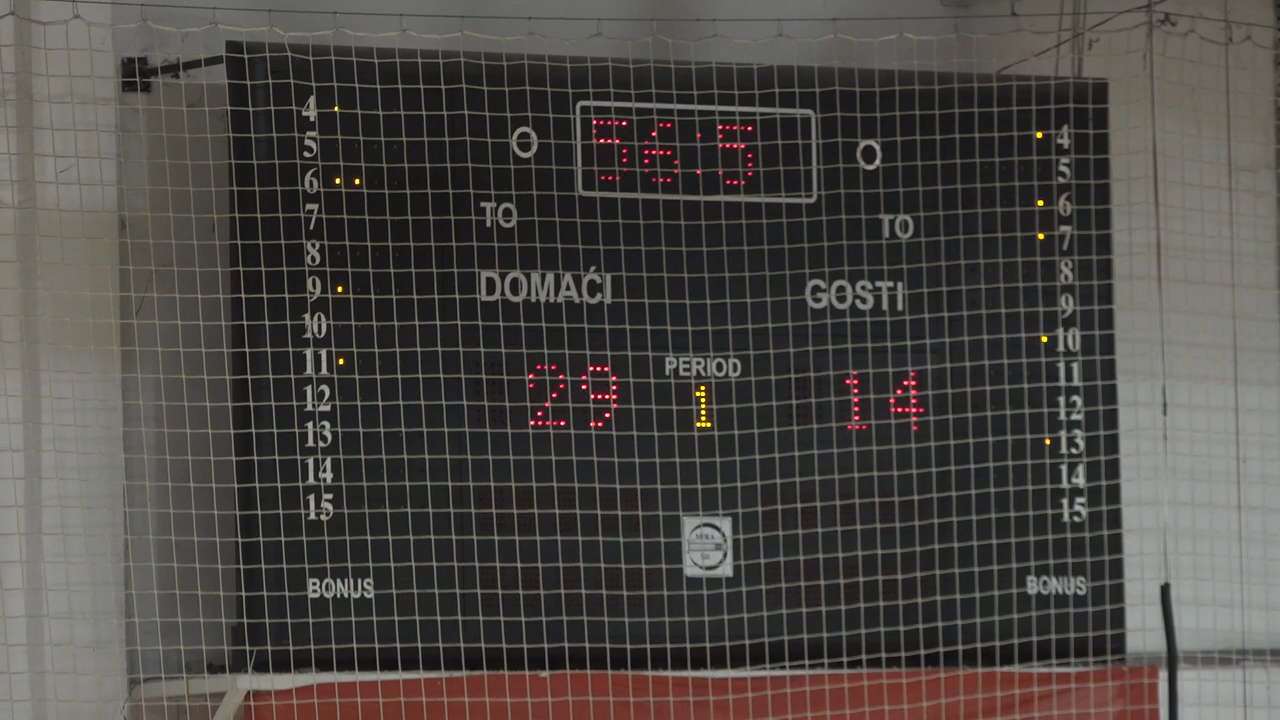 56:5
TO TO
DOMAĆI GOSTI
PERIOD
29 1 14
4 4
5 5
6 6
7 7
8 8
9 9
10 10
11 11
12 12
13 13
14 14
15 15
BONUS BONUS